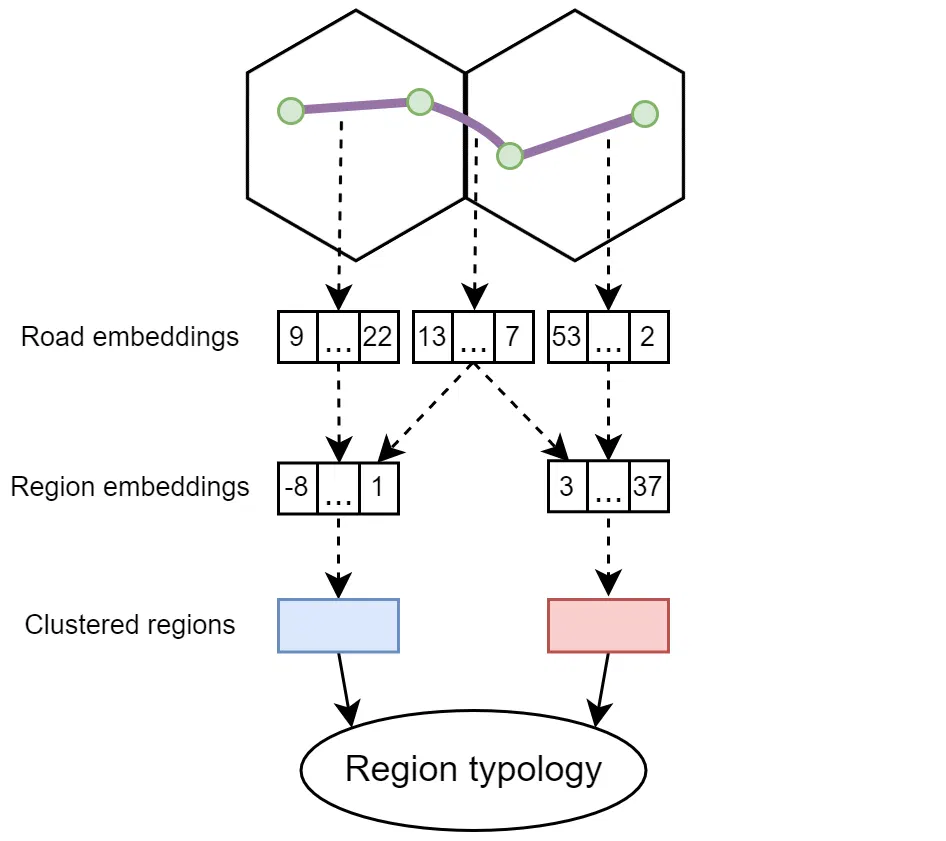 Road embeddings 9 ... 22 13 ... 7 53 ... 2
Region embeddings -8 ... 1 3 ... 37
Clustered regions
Region typology